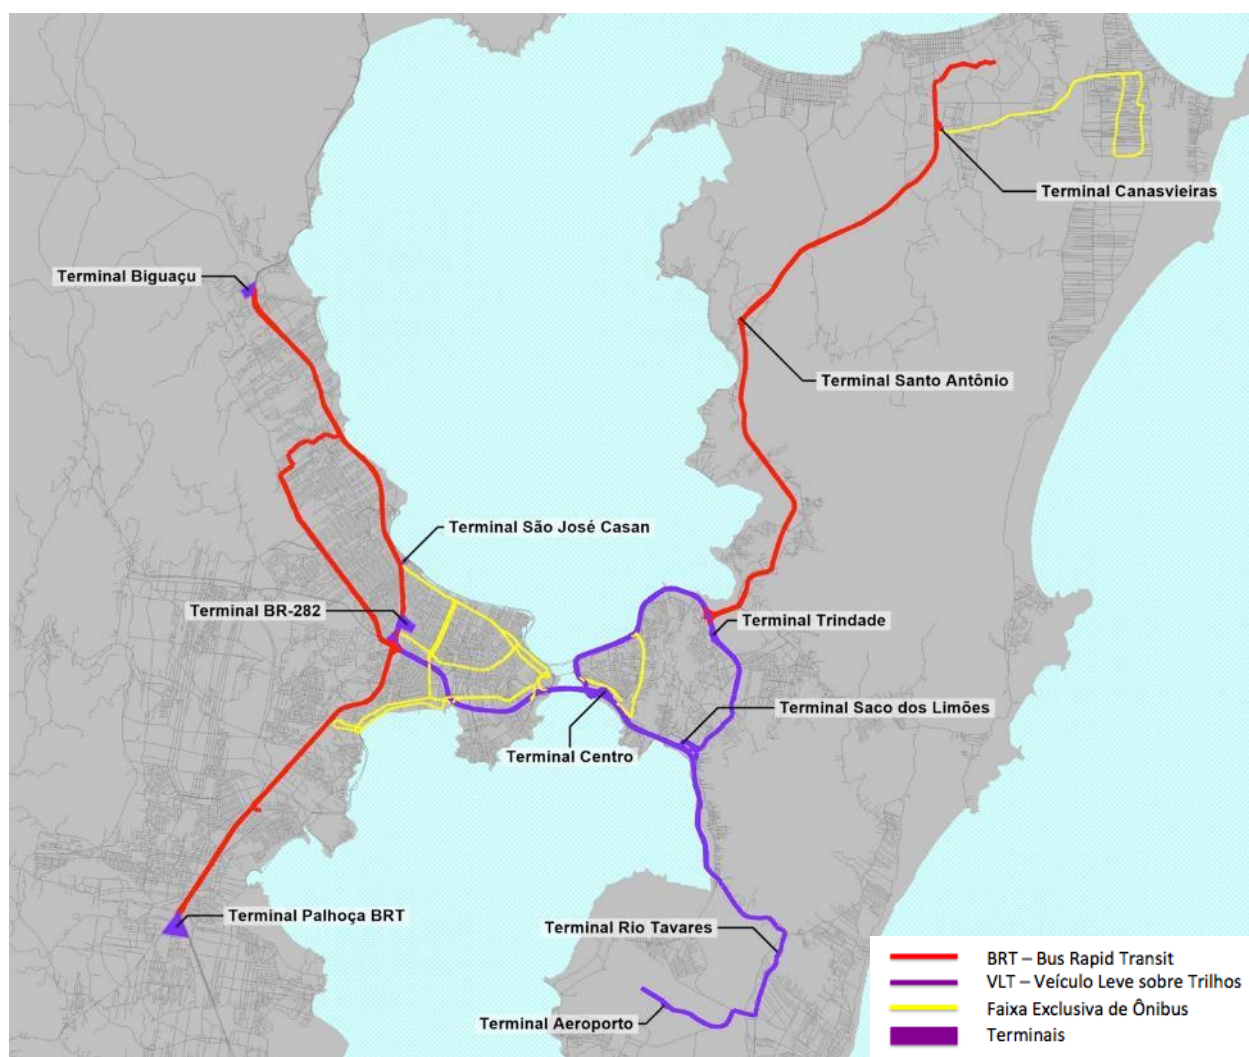 Terminal Canasvieiras
Terminal Biguaçu
Terminal Santo Antônio
Terminal São José Casan
Terminal BR-282
Terminal Trindade
Terminal Saco dos Limões
Terminal Centro
Terminal Palhoça BRT
Terminal Rio Tavares
Terminal Aeroporto
BRT – Bus Rapid Transit
VLT – Veículo Leve sobre Trilhos
Faixa Exclusiva de Ônibus
Terminais